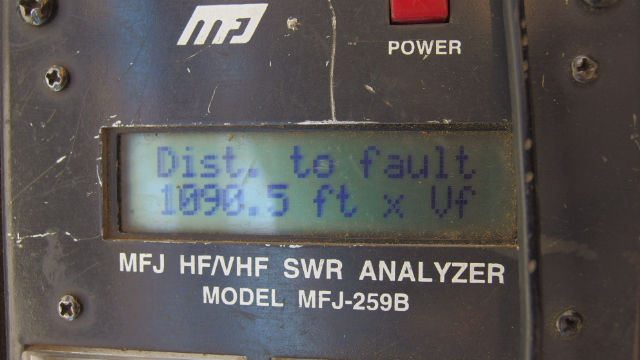 MFJ
POWER
Dist. to fault
1090.5 ft x Vf
MFJ HF/VHF SWR ANALYZER
MODEL MFJ-259B